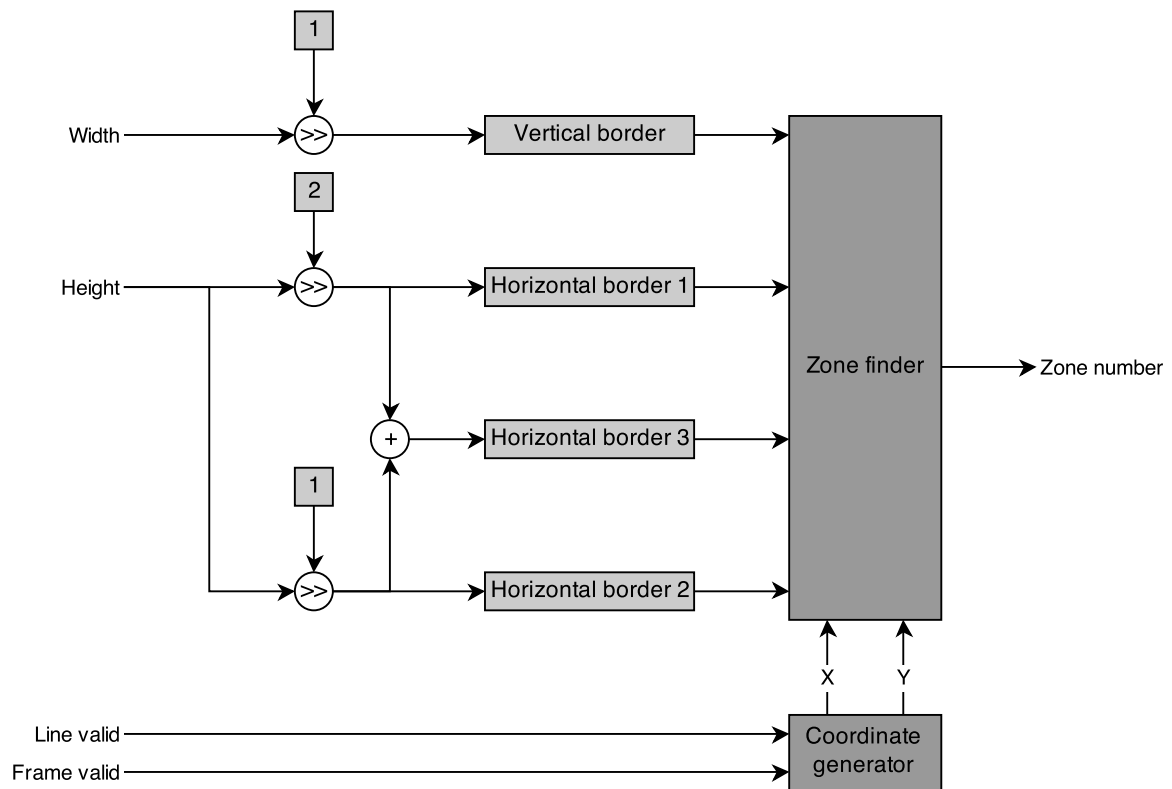 1
Width
>>
Vertical border
2
Height
>>
Horizontal border 1
Zone finder
Zone number
+
Horizontal border 3
1
>>
Horizontal border 2
X
Y
Line valid
Coordinate
generator
Frame valid